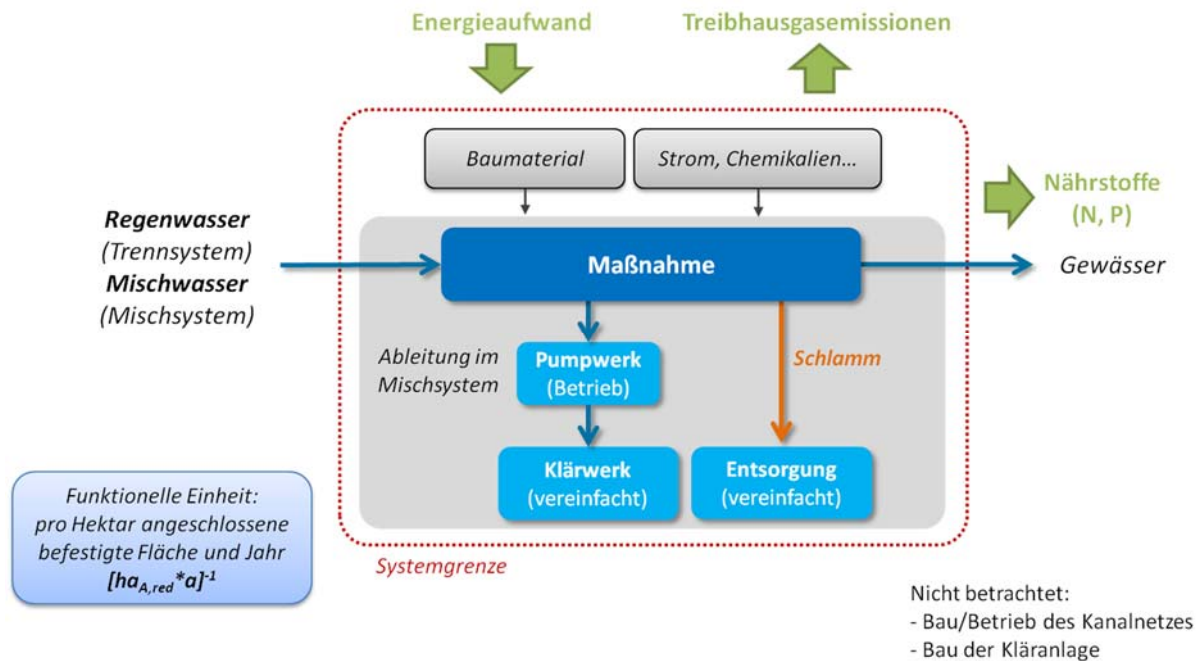 Energieaufwand
Treibhausgasemissionen
Baumaterial
Strom, Chemikalien...
Nährstoffe
(N, P)
Regenwasser
(Trennsystem)
Mischwasser
(Mischsystem)
Maßnahme
Gewässer
Ableitung im
Mischsystem
Pumpwerk
(Betrieb)
Schlamm
Klärwerk
(vereinfacht)
Entsorgung
(vereinfacht)
Funktionelle Einheit:
pro Hektar angeschlossene
befestigte Fläche und Jahr
[ha_A,red*a]^-1
Systemgrenze
Nicht betrachtet:
- Bau/Betrieb des Kanalnetzes
- Bau der Kläranlage